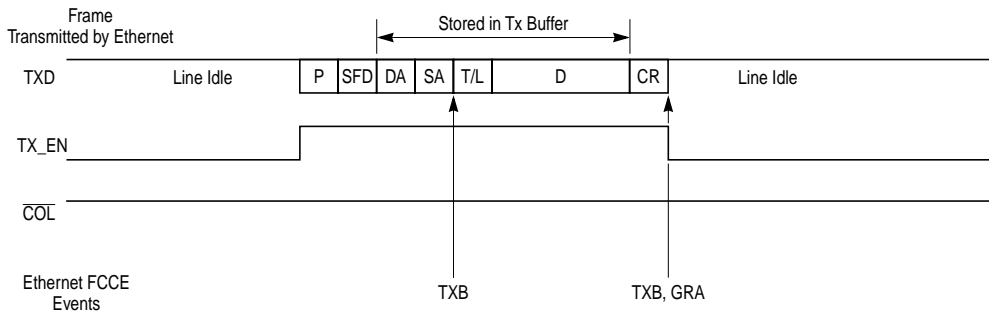 Frame
Transmitted by Ethernet
Stored in Tx Buffer
TXD
Line Idle
P
SFD
DA
SA
T/L
D
CR
Line Idle
TX_EN
COL
Ethernet FCCE
Events
TXB
TXB, GRA